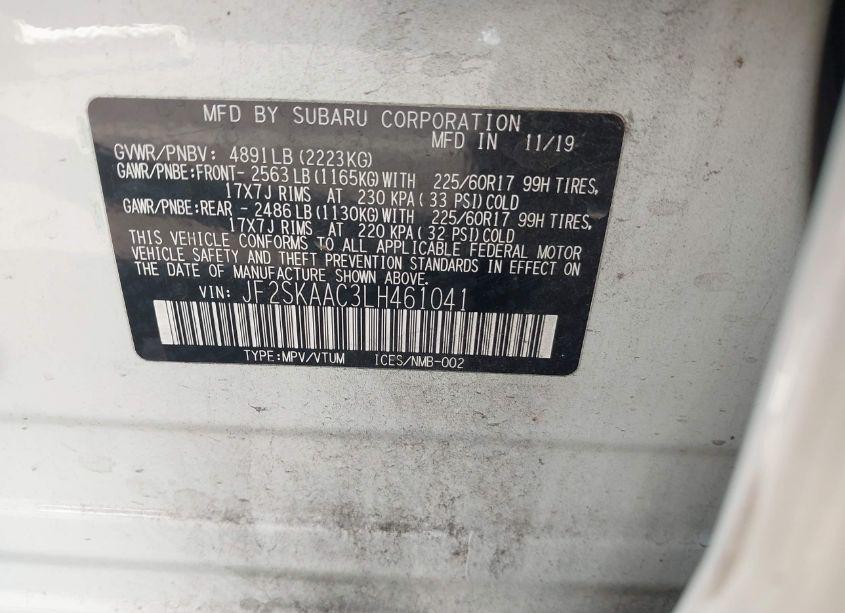 MFD BY SUBARU CORPORATION
MFD IN 11/19
GVWR/PNBV: 4891LB(2223KG)
GAWR/PNBE:FRONT- 2563LB(1165KG)WITH 225/60R17 99H TIRES,
17X7J RIMS AT 230 KPA( 33 PSI)COLD
GAWR/PNBE:REAR - 2486LB(1130KG)WITH 225/60R17 99H TIRES,
17X7J RIMS AT 220 KPA( 32 PSI)COLD
THIS VEHICLE CONFORMS TO ALL APPLICABLE FEDERAL MOTOR
VEHICLE SAFETY AND THEFT PREVENTION STANDARDS IN EFFECT ON
THE DATE OF MANUFACTURE SHOWN ABOVE.
VIN: JF2SKAAC3LH461041
TYPE:MPV/VTUM ICES/NMB-002